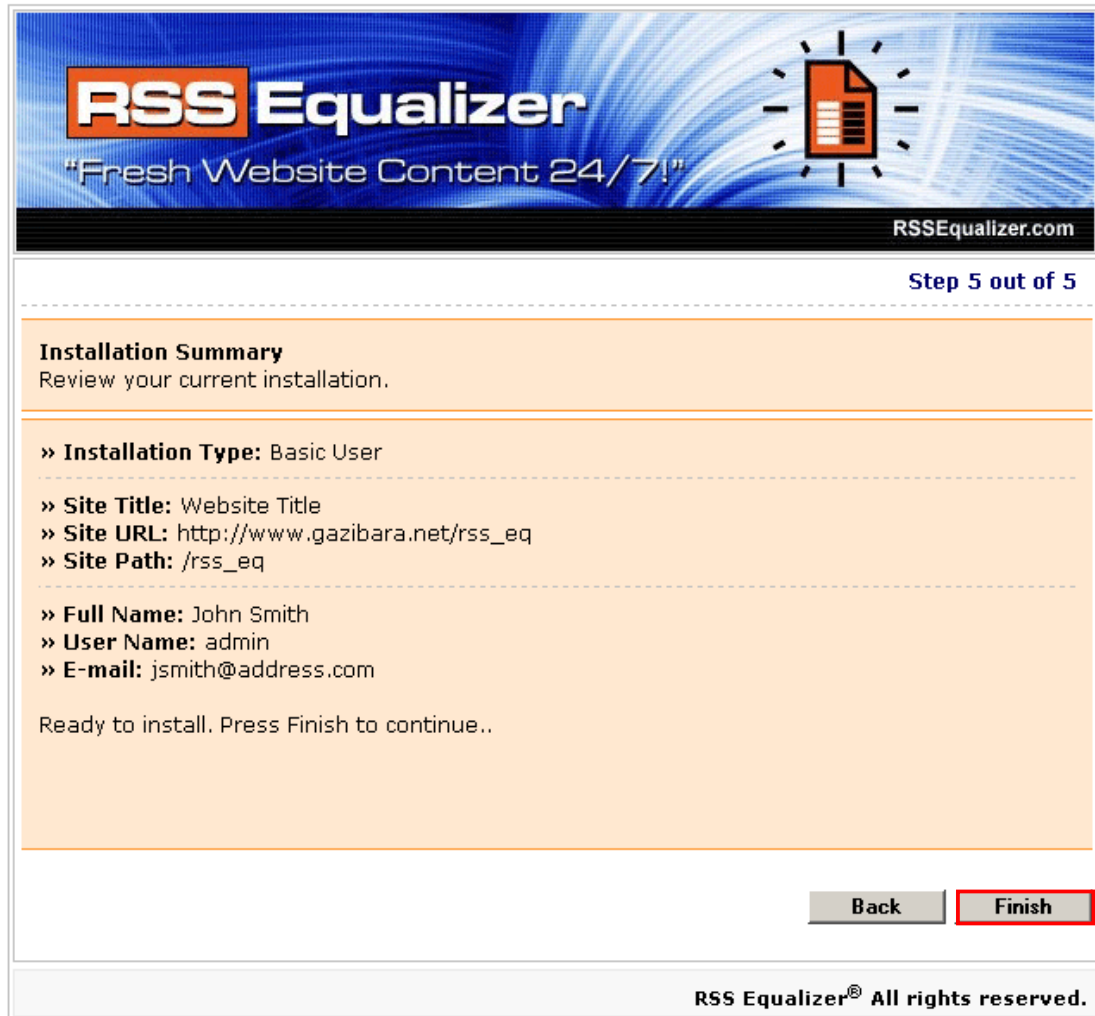 RSS Equalizer
"Fresh Website Content 24/7!"
RSSEqualizer.com
Step 5 out of 5
Installation Summary
Review your current installation.
» Installation Type: Basic User
» Site Title: Website Title
» Site URL: http://www.gazibara.net/rss_eq
» Site Path: /rss_eq
» Full Name: John Smith
» User Name: admin
» E-mail: jsmith@address.com
Ready to install. Press Finish to continue..
Back Finish
RSS Equalizer® All rights reserved.